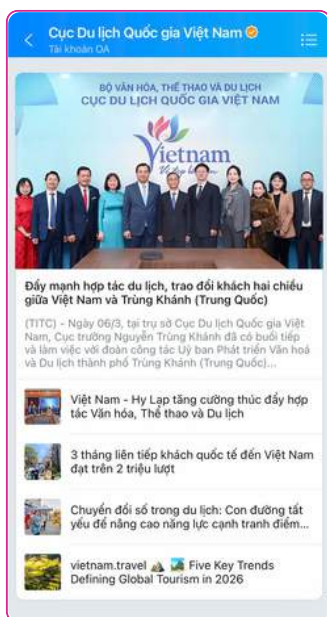 Cục Du lịch Quốc gia Việt Nam
Tài khoản OA
BỘ VĂN HÓA, THỂ THAO VÀ DU LỊCH
CỤC DU LỊCH QUỐC GIA VIỆT NAM
Vietnam
Đẩy mạnh hợp tác du lịch, trao đổi khách hai chiều
giữa Việt Nam và Trùng Khánh (Trung Quốc)
(TITC) - Ngày 06/3, tại trụ sở Cục Du lịch Quốc gia Việt
Nam, Cục trưởng Nguyễn Trùng Khánh đã có buổi tiếp
và làm việc với đoàn công tác Uỷ ban Phát triển Văn hoá
và Du lịch thành phố Trùng Khánh (Trung Quốc)...
Việt Nam - Hy Lạp tăng cường thúc đẩy hợp
tác Văn hóa, Thể thao và Du lịch
3 tháng liên tiếp khách quốc tế đến Việt Nam
đạt trên 2 triệu lượt
Chuyển đổi số trong du lịch: Con đường tất
yếu để nâng cao năng lực cạnh tranh điểm...
vietnam.travel 🏔️ 🏞️ Five Key Trends
Defining Global Tourism in 2026